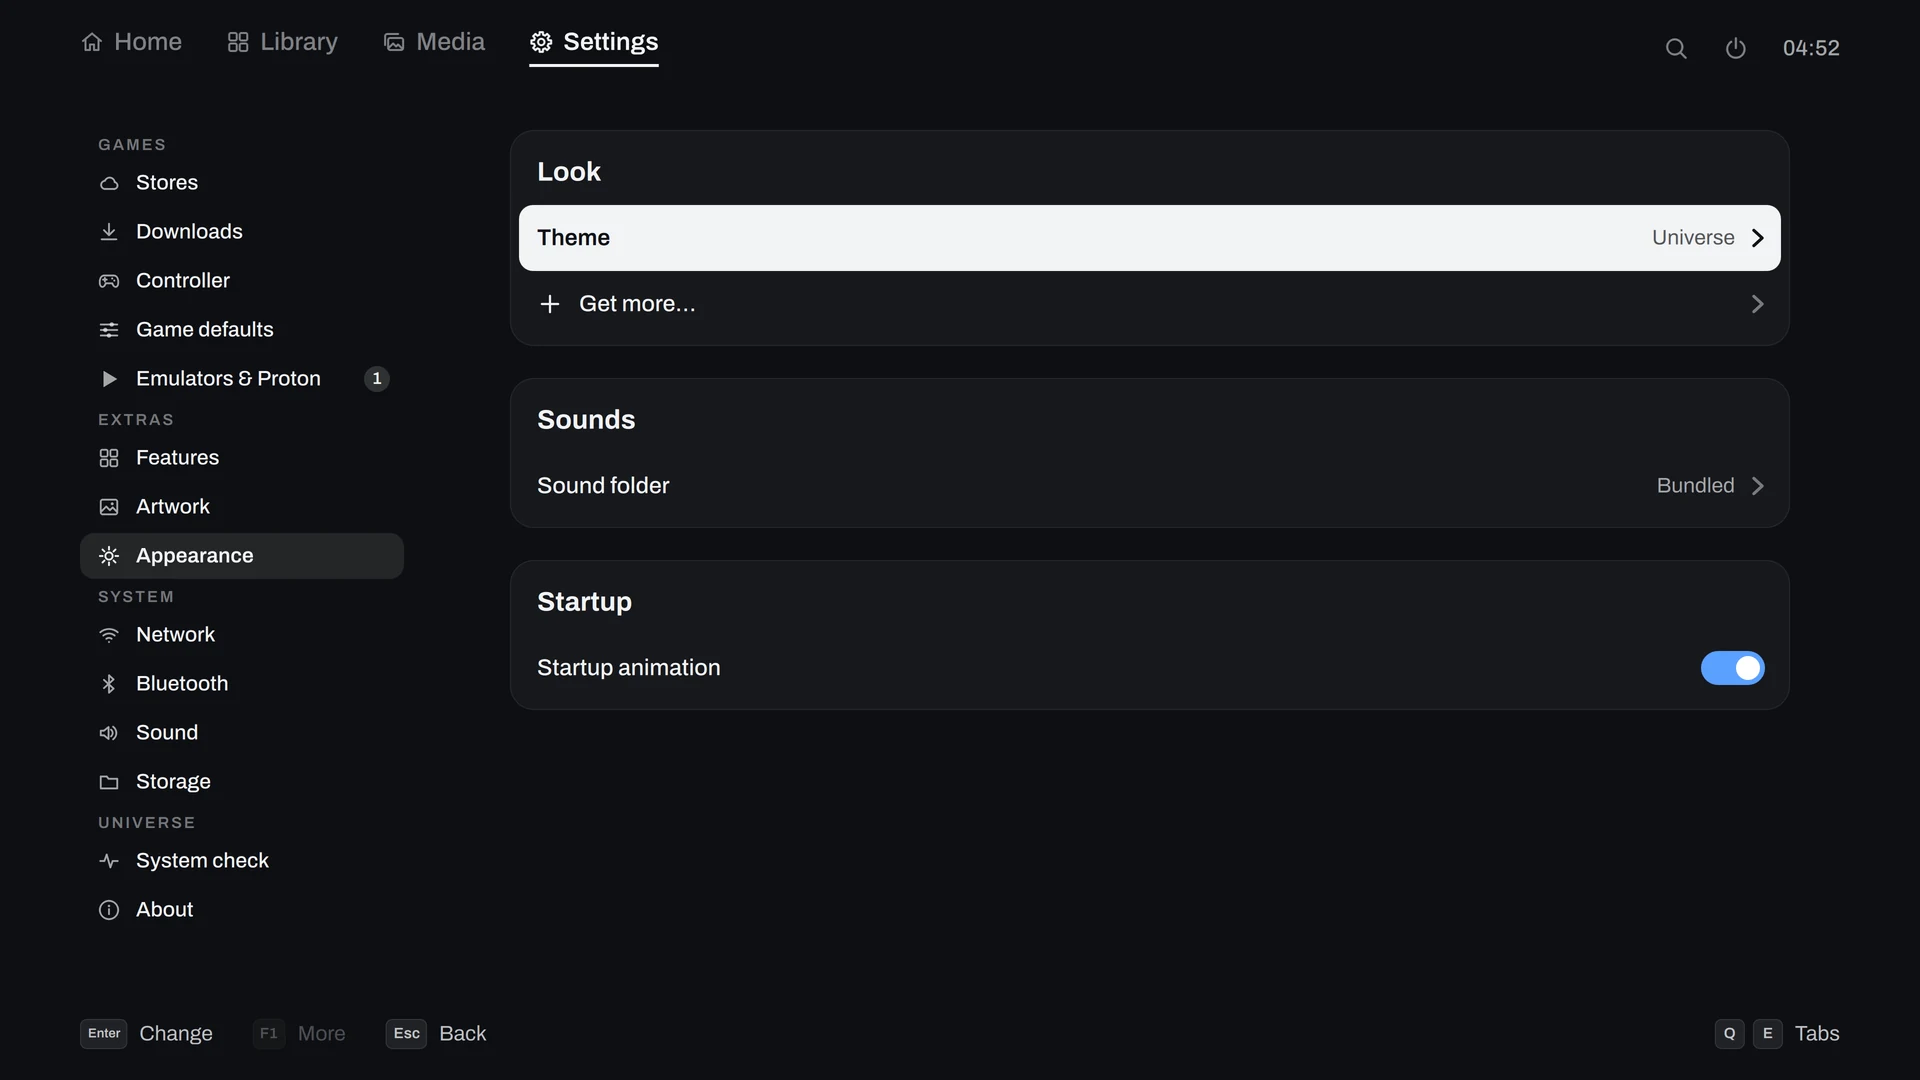 Home
Library
Media
Settings
04:52
GAMES
Stores
Downloads
Controller
Game defaults
Emulators & Proton
1
EXTRAS
Features
Artwork
Appearance
SYSTEM
Network
Bluetooth
Sound
Storage
UNIVERSE
System check
About
Look
Theme
Universe
Get more...
Sounds
Sound folder
Bundled
Startup
Startup animation
Enter Change
F1 More
Esc Back
Q E Tabs